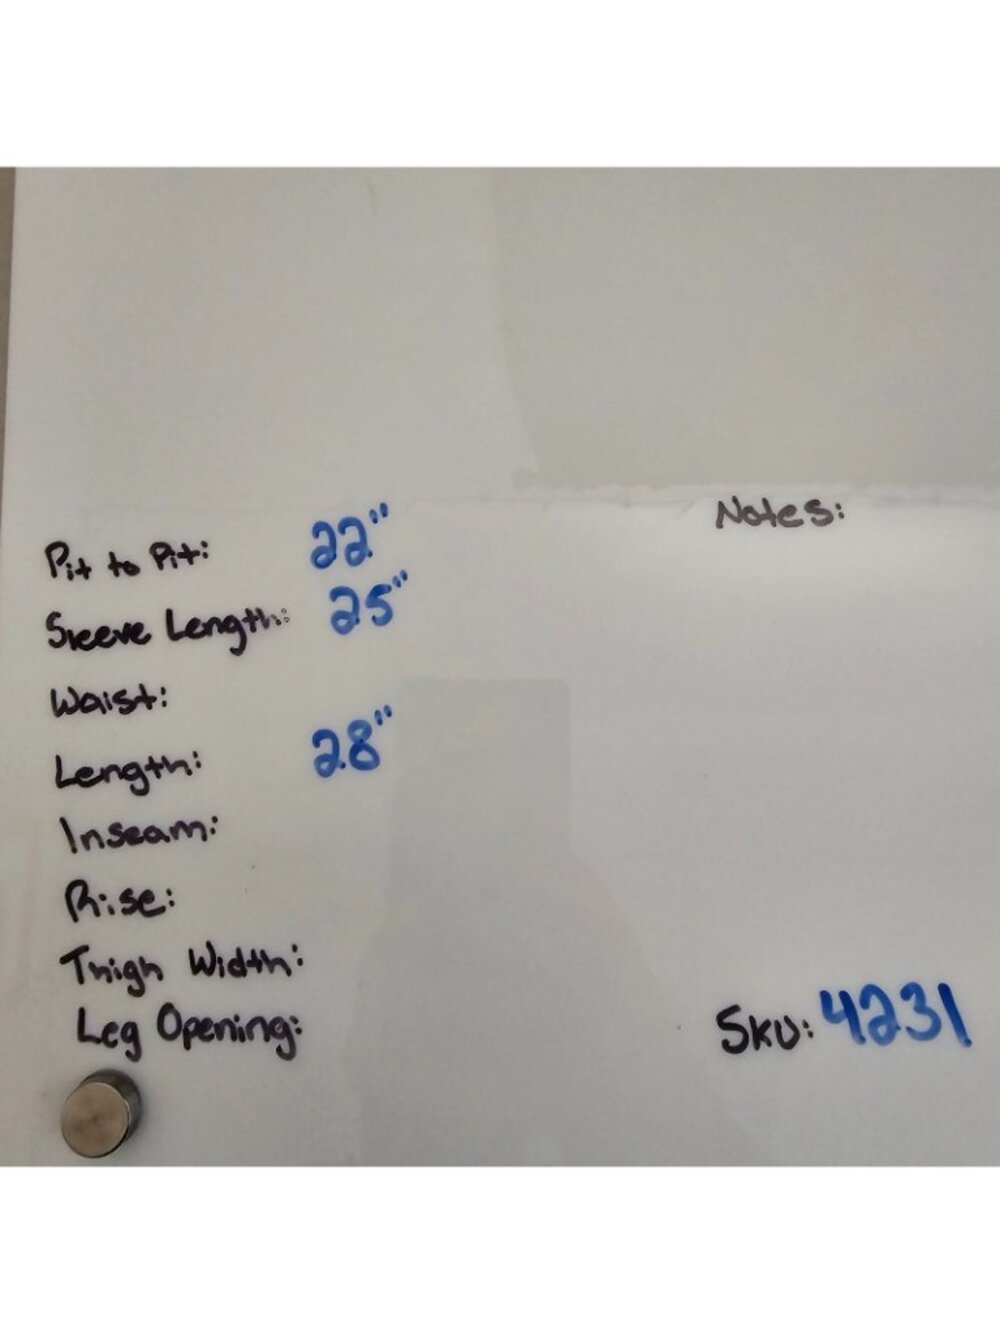 Notes:
Pit to Pit: 22"
Sleeve Length: 25"
Waist:
Length: 28"
Inseam:
Rise:
Thigh Width:
Leg Opening:
SKU: 4231